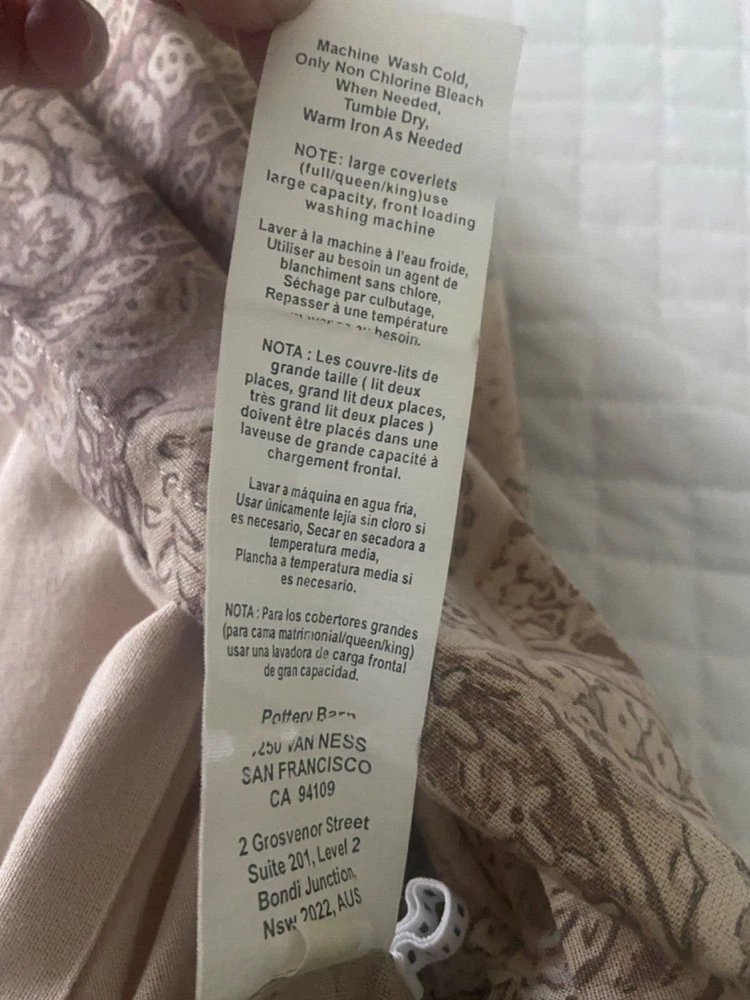 Machine Wash Cold,
Only Non Chlorine Bleach
When Needed,
Tumble Dry,
Warm Iron As Needed
NOTE: large coverlets
(full/queen/king)use
large capacity, front loading
washing machine
Laver à la machine à l'eau froide,
Utiliser au besoin un agent de
blanchiment sans chlore,
Séchage par culbutage,
Repasser à une température
besoin.
NOTA : Les couvre-lits de
grande taille ( lit deux
places, grand lit deux places,
très grand lit deux places )
doivent être placés dans une
laveuse de grande capacité à
chargement frontal.
Lavar a máquina en agua fria,
Usar únicamente lejía sin cloro si
es necesario, Secar en secadora a
temperatura media,
Plancha a temperatura media si
es necesario.
NOTA : Para los cobertores grandes
(para cama matrimonial/queen/king)
usar una lavadora de carga frontal
de gran capacidad.
Pottery Barn
VAN NESS
SAN FRANCISCO
CA 94109
2 Grosvenor Street
Suite 201, Level 2
Bondi Junction,
Nsw 2022, AUS